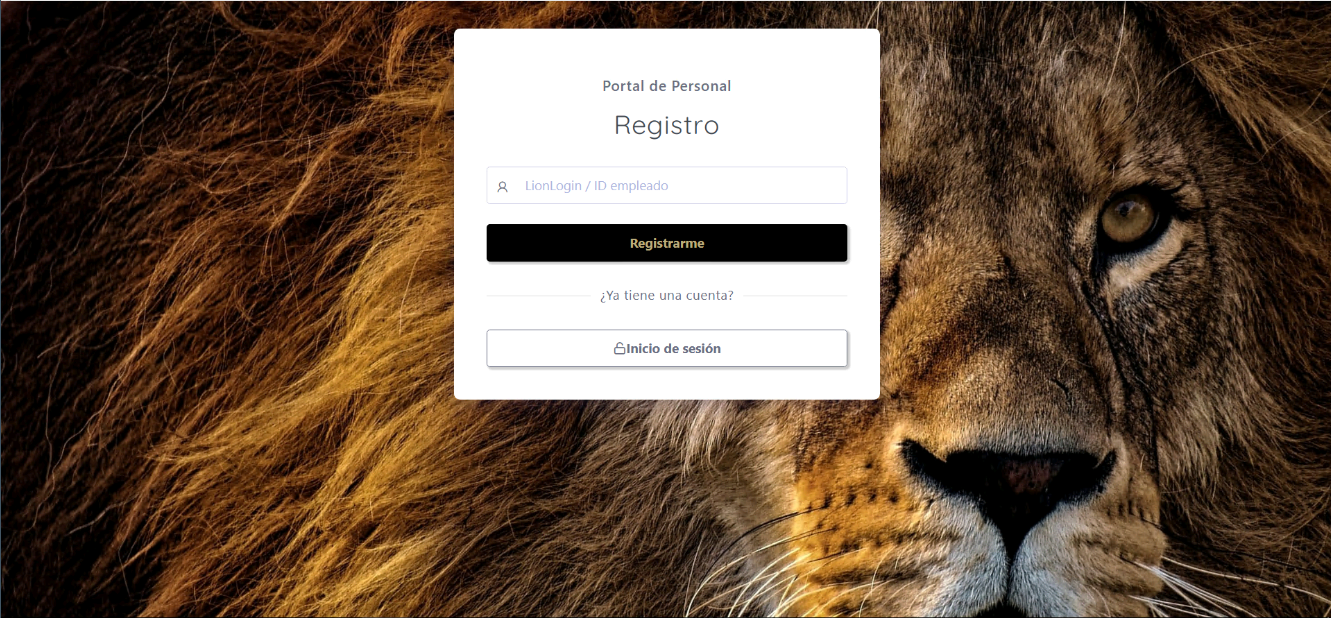 Portal de Personal
Registro
LionLogin / ID empleado
Registrarme
¿Ya tiene una cuenta?
Inicio de sesión